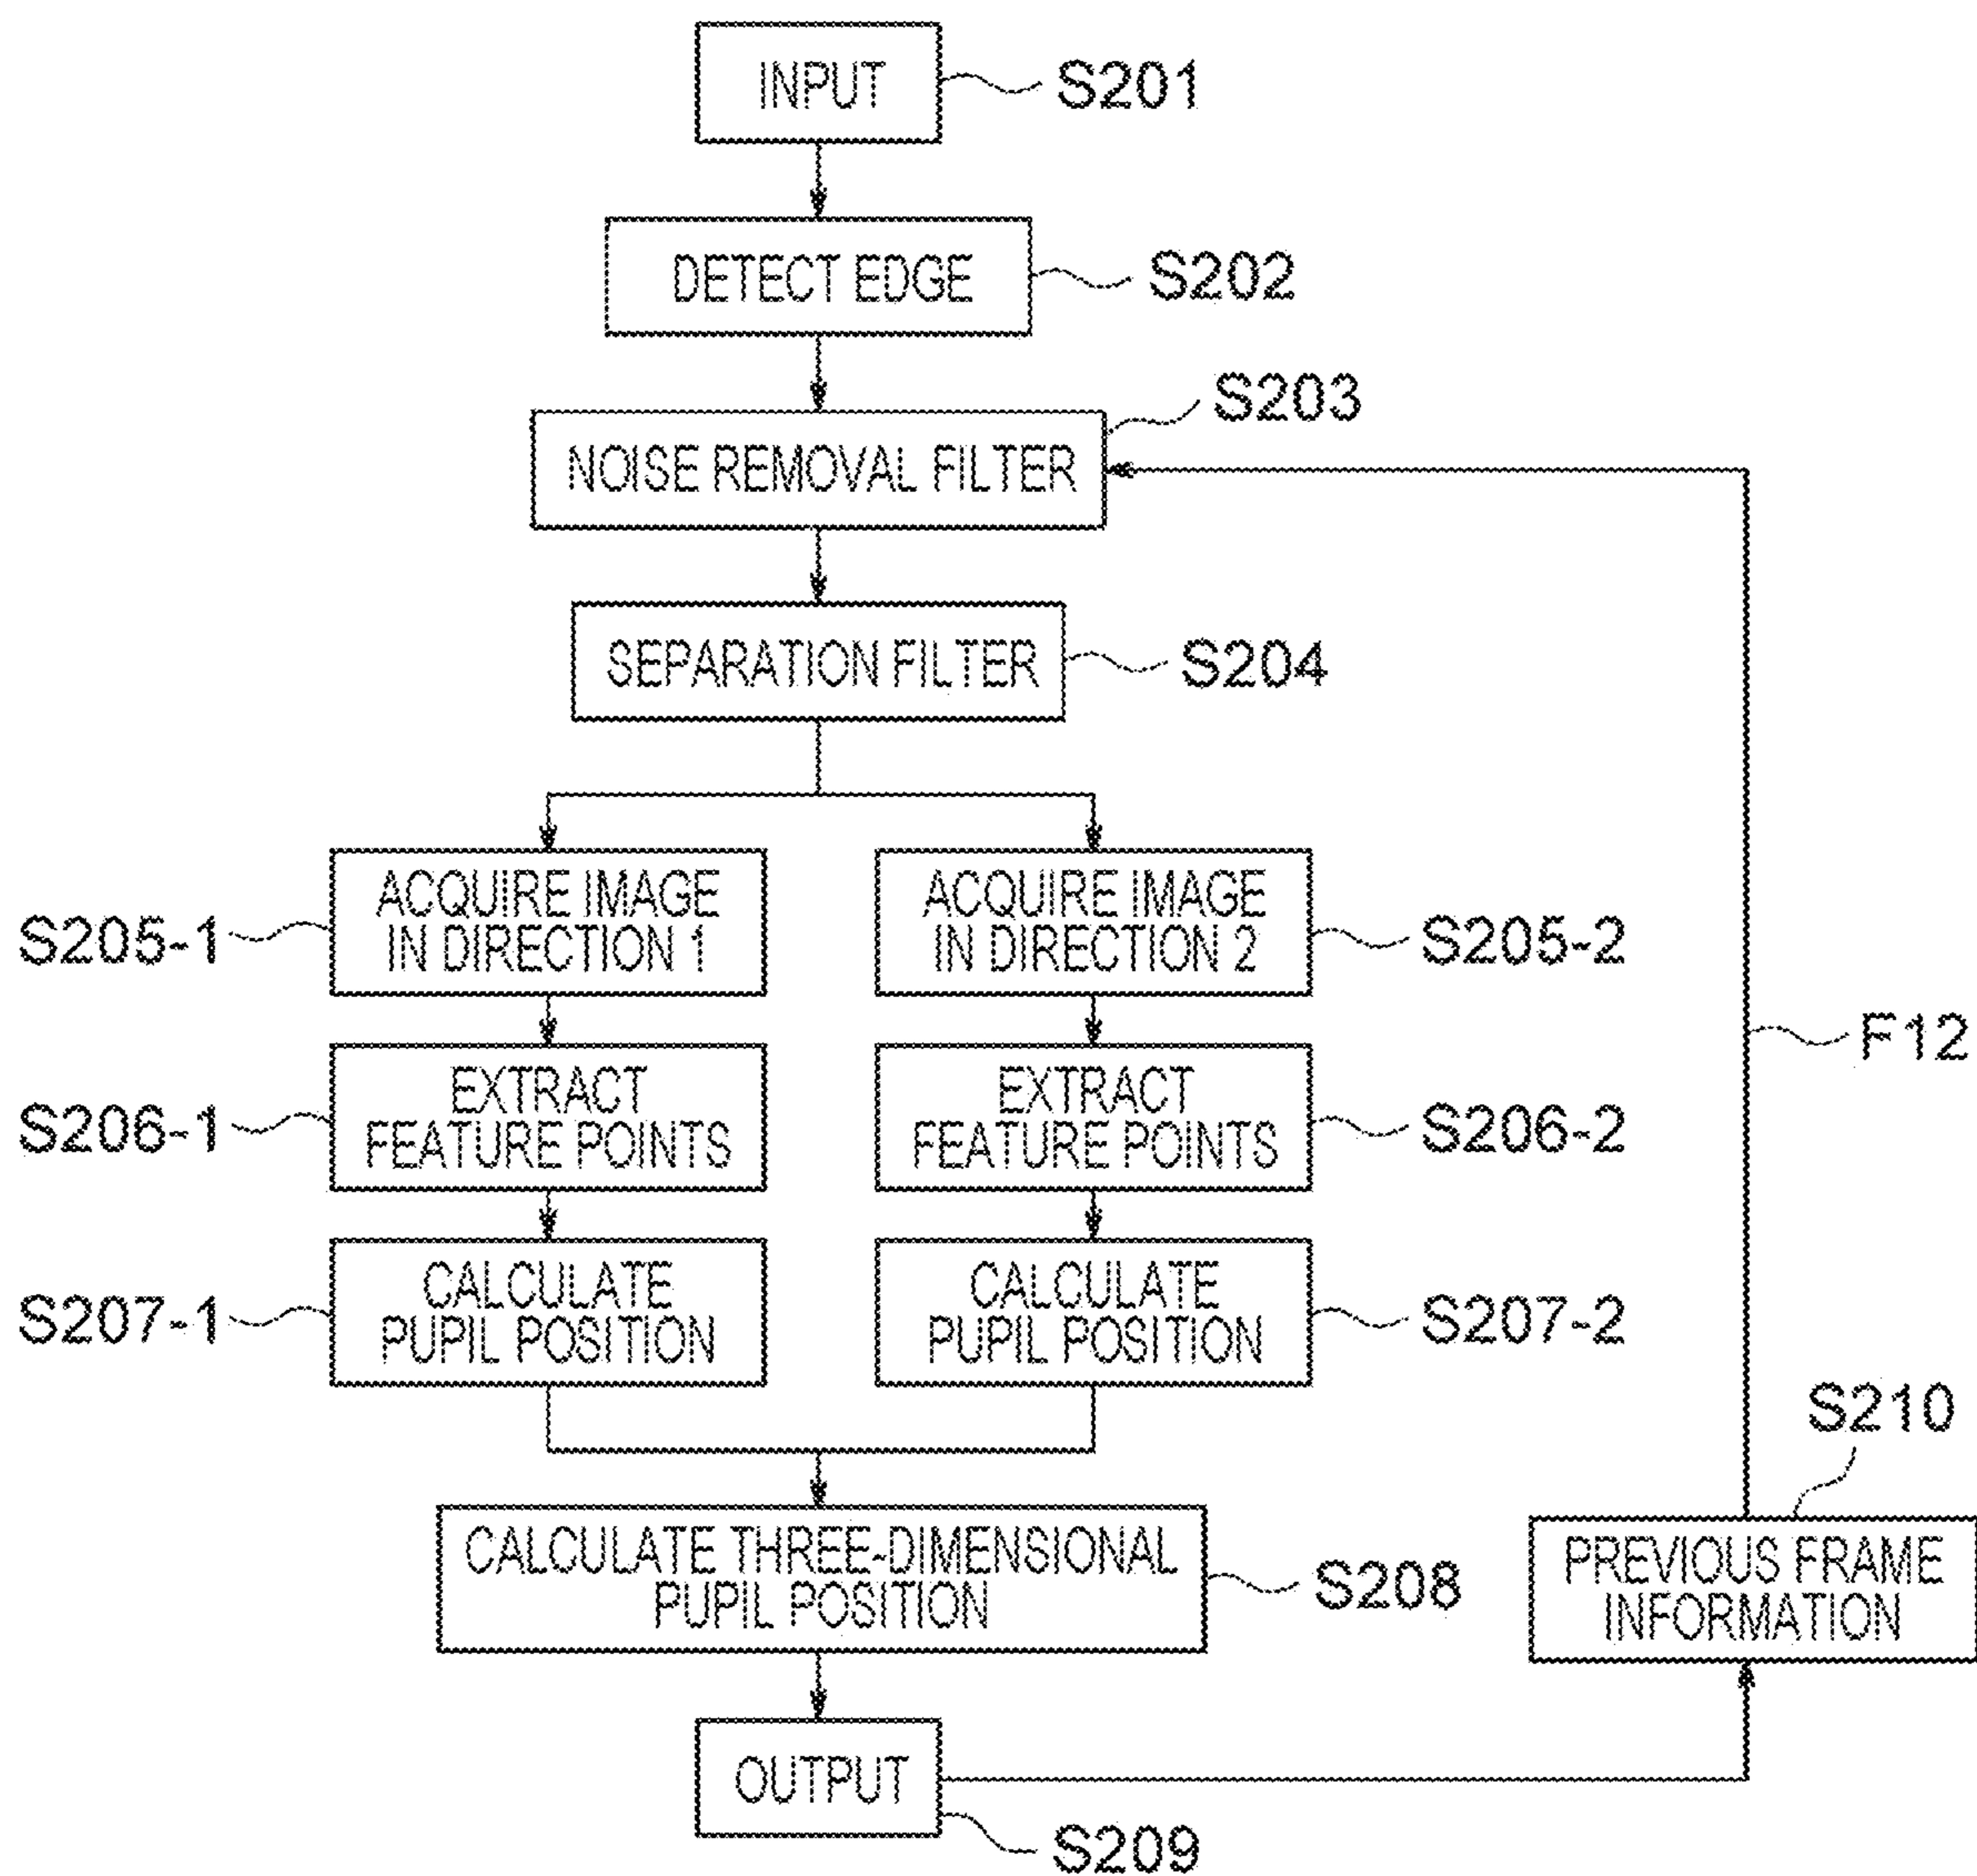 INPUT
S201
DETECT EDGE
S202
S203
NOISE REMOVAL FILTER
SEPARATION FILTER
S204
ACQUIRE IMAGE
IN DIRECTION 1
S205-1
ACQUIRE IMAGE
IN DIRECTION 2
S205-2
F12
EXTRACT
FEATURE POINTS
S206-1
EXTRACT
FEATURE POINTS
S206-2
CALCULATE
PUPIL POSITION
S207-1
CALCULATE
PUPIL POSITION
S207-2
S210
CALCULATE THREE-DIMENSIONAL
PUPIL POSITION
S208
PREVIOUS FRAME
INFORMATION
OUTPUT
S209